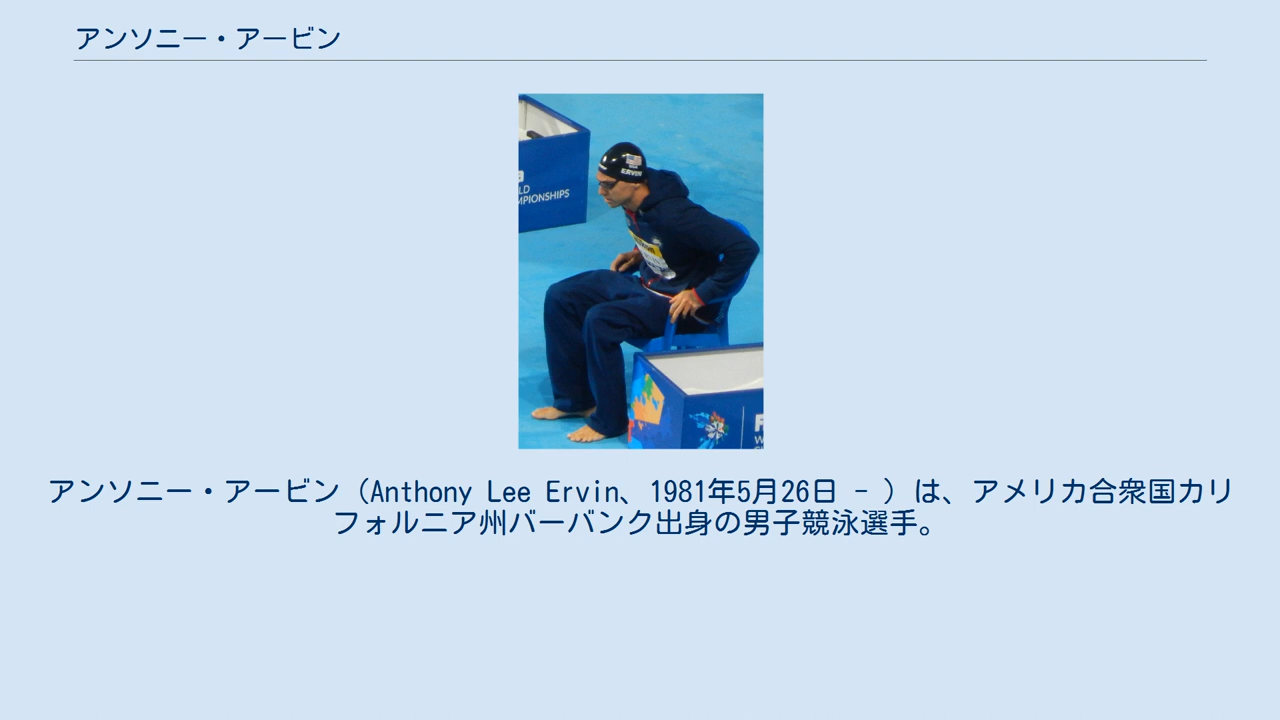 アンソニー・アービン
ERVIN
LD
MPIONSHIPS
アンソニー・アービン（Anthony Lee Ervin、1981年5月26日 - ）は、アメリカ合衆国カリ
フォルニア州バーバンク出身の男子競泳選手。